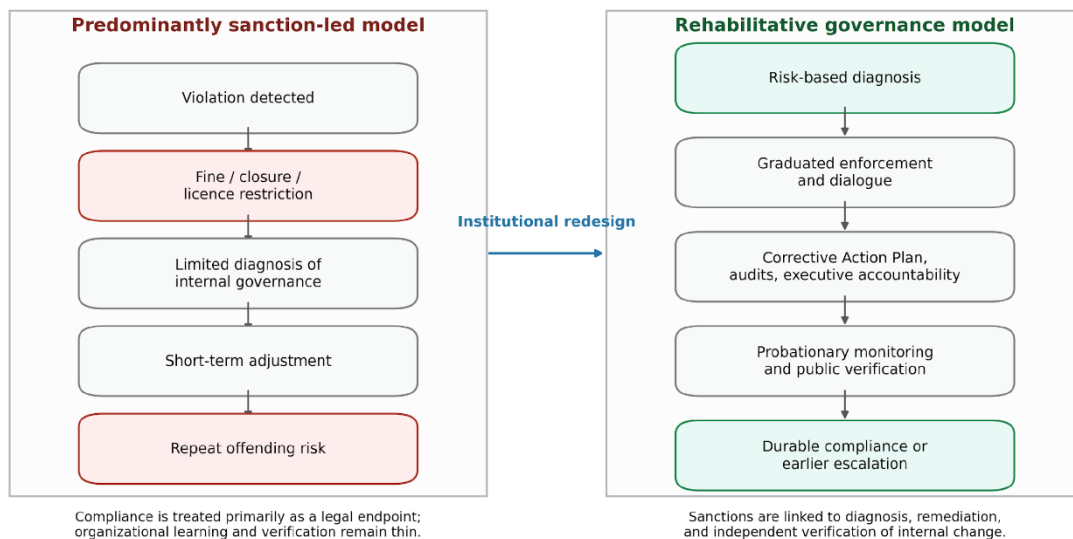 Predominantly sanction-led model
Violation detected
Fine / closure /
licence restriction
Limited diagnosis of
internal governance
Short-term adjustment
Repeat offending risk
Compliance is treated primarily as a legal endpoint;
organizational learning and verification remain thin.
Institutional redesign
Rehabilitative governance model
Risk-based diagnosis
Graduated enforcement
and dialogue
Corrective Action Plan,
audits, executive accountability
Probationary monitoring
and public verification
Durable compliance or
earlier escalation
Sanctions are linked to diagnosis, remediation,
and independent verification of internal change.